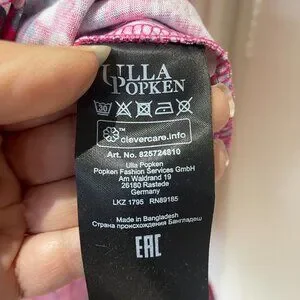 ULLA
POPKEN
30
clevercare.info
Art. No. 825724810
Ulla Popken
Popken Fashion Services GmbH
Am Waldrand 19
26180 Rastede
Germany
LKZ 1795 RN89185
Made in Bangladesh
Страна происхождения Бангладеш
EAC